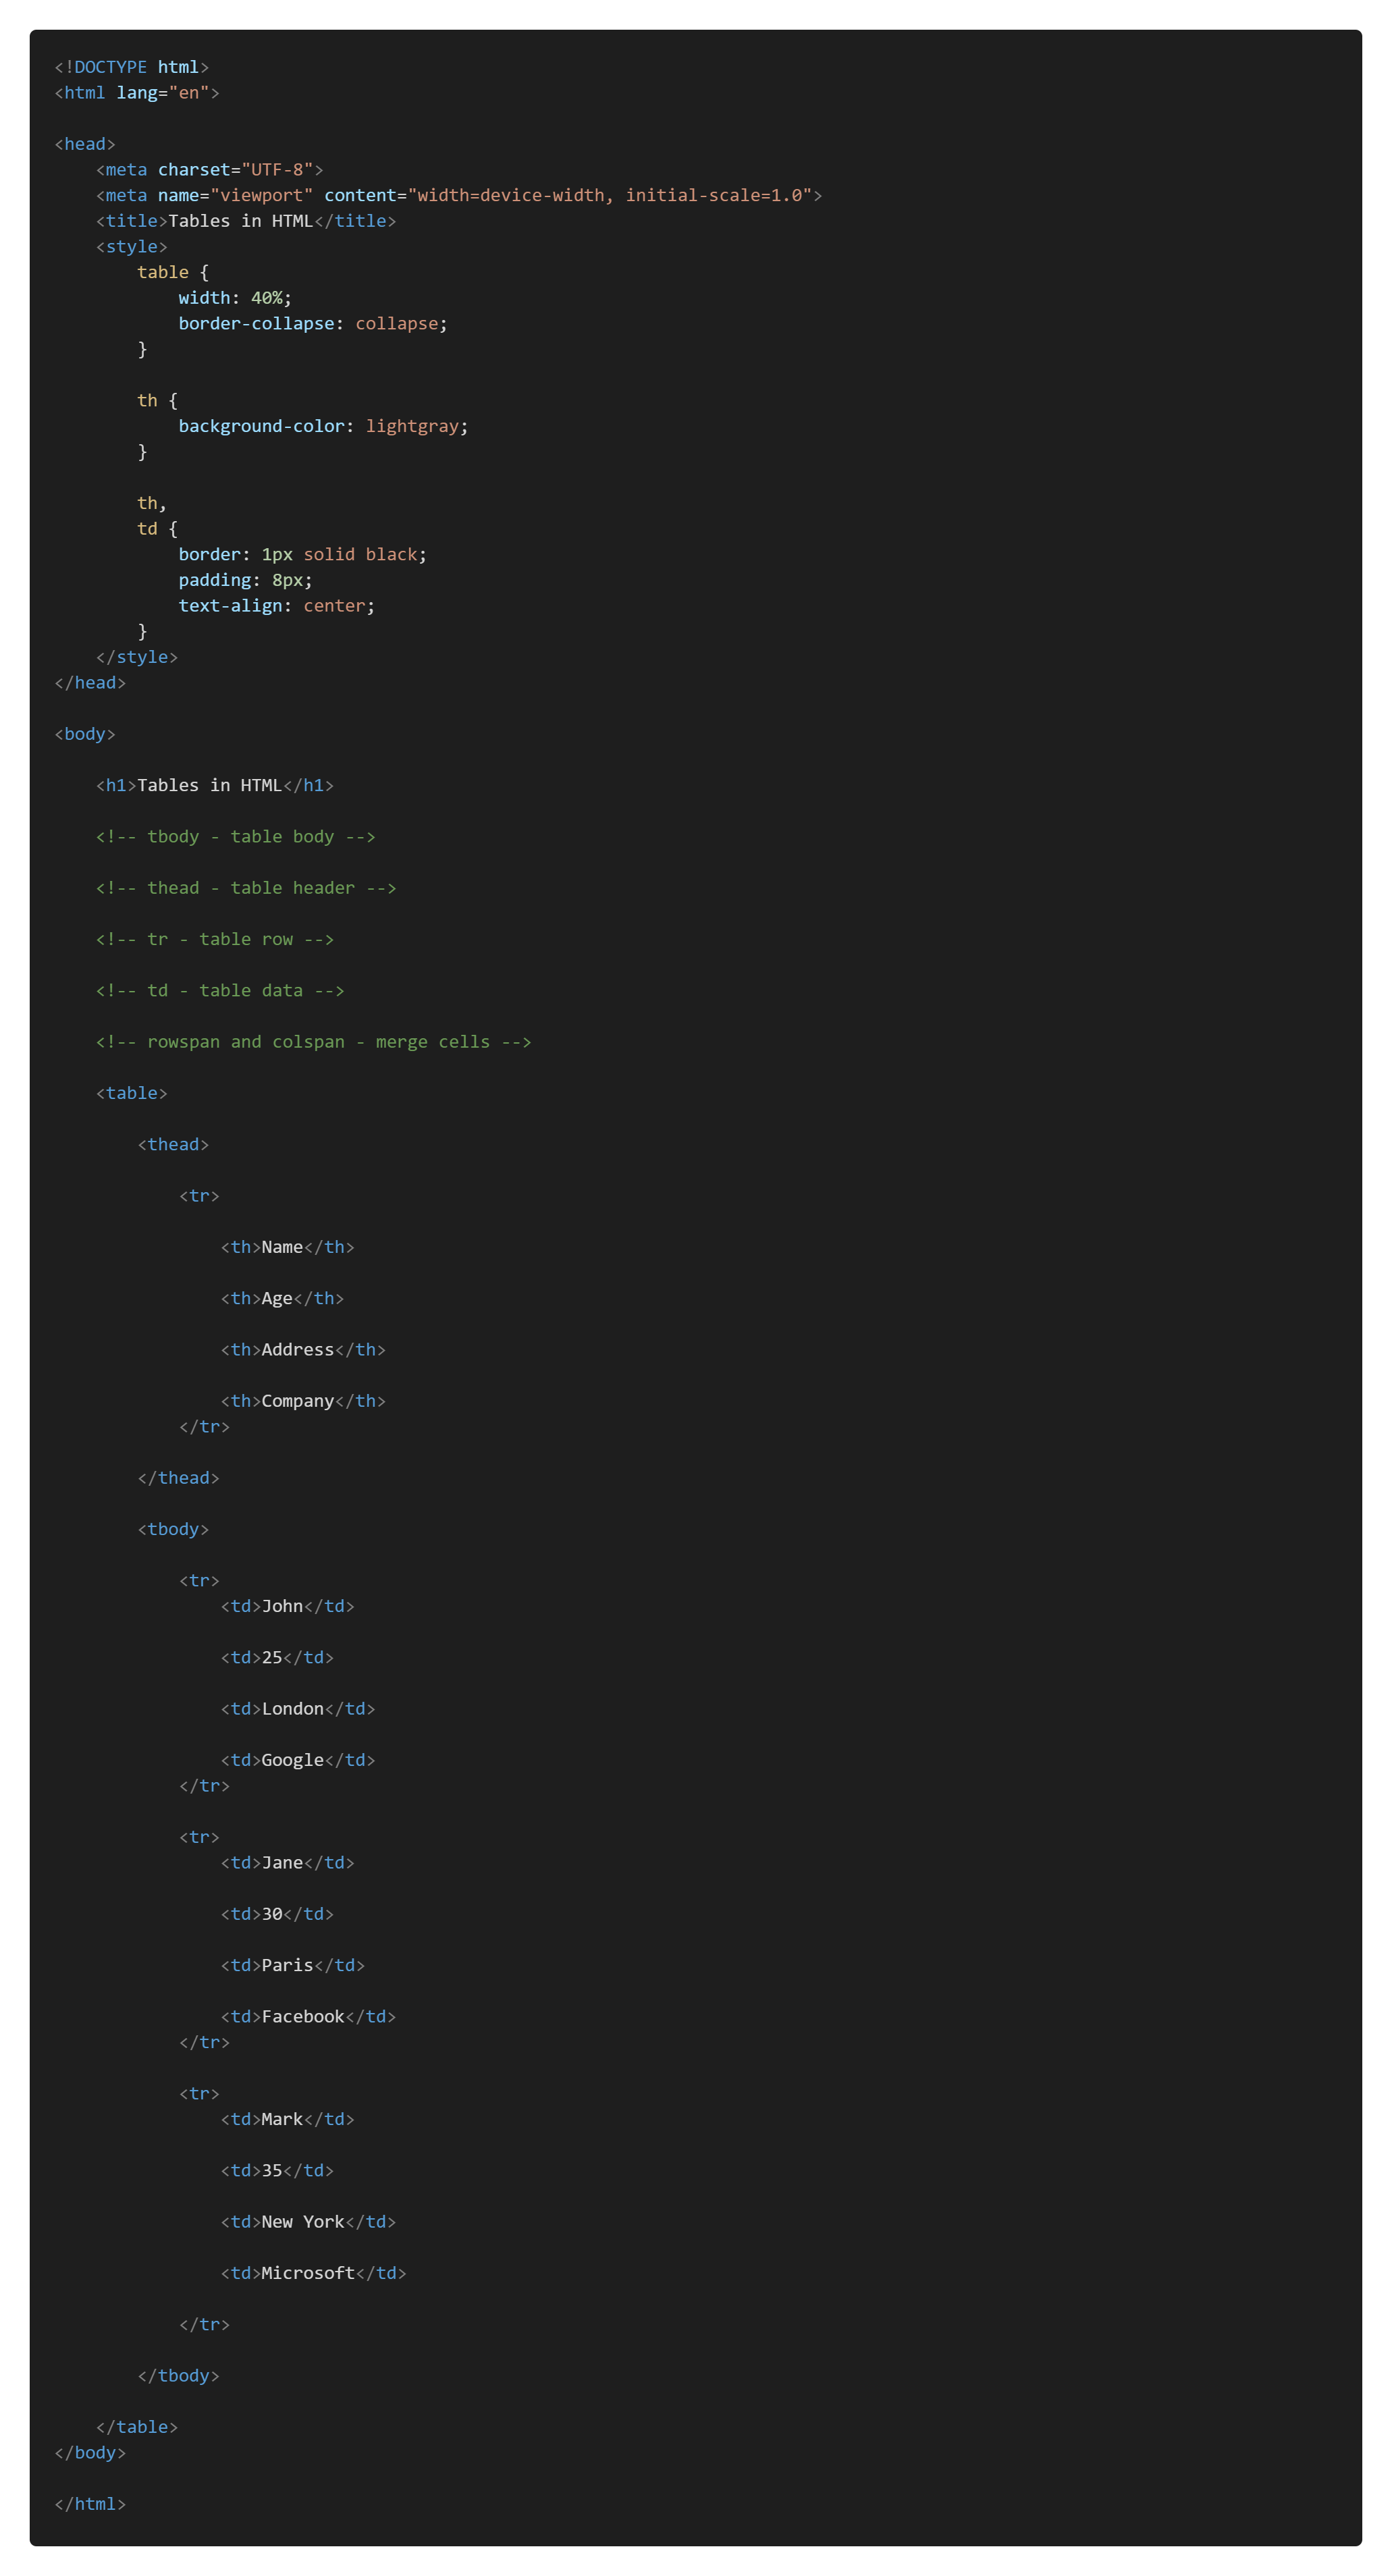 <!DOCTYPE html>
<html lang="en">
<head>
    <meta charset="UTF-8">
    <meta name="viewport" content="width=device-width, initial-scale=1.0">
    <title>Tables in HTML</title>
    <style>
        table {
            width: 40%;
            border-collapse: collapse;
        }
        th {
            background-color: lightgray;
        }
        th,
        td {
            border: 1px solid black;
            padding: 8px;
            text-align: center;
        }
    </style>
</head>
<body>
    <h1>Tables in HTML</h1>
    <!-- tbody - table body -->
    <!-- thead - table header -->
    <!-- tr - table row -->
    <!-- td - table data -->
    <!-- rowspan and colspan - merge cells -->
    <table>
        <thead>
            <tr>
                <th>Name</th>
                <th>Age</th>
                <th>Address</th>
                <th>Company</th>
            </tr>
        </thead>
        <tbody>
            <tr>
                <td>John</td>
                <td>25</td>
                <td>London</td>
                <td>Google</td>
            </tr>
            <tr>
                <td>Jane</td>
                <td>30</td>
                <td>Paris</td>
                <td>Facebook</td>
            </tr>
            <tr>
                <td>Mark</td>
                <td>35</td>
                <td>New York</td>
                <td>Microsoft</td>
            </tr>
        </tbody>
    </table>
</body>
</html>